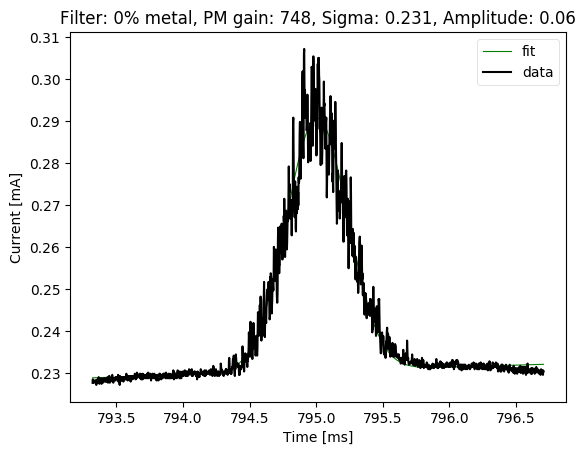 Filter: 0% metal, PM gain: 748, Sigma: 0.231, Amplitude: 0.06
fit
data
0.31
0.30
0.29
0.28
0.27
0.26
0.25
0.24
0.23
Current [mA]
793.5 794.0 794.5 795.0 795.5 796.0 796.5
Time [ms]